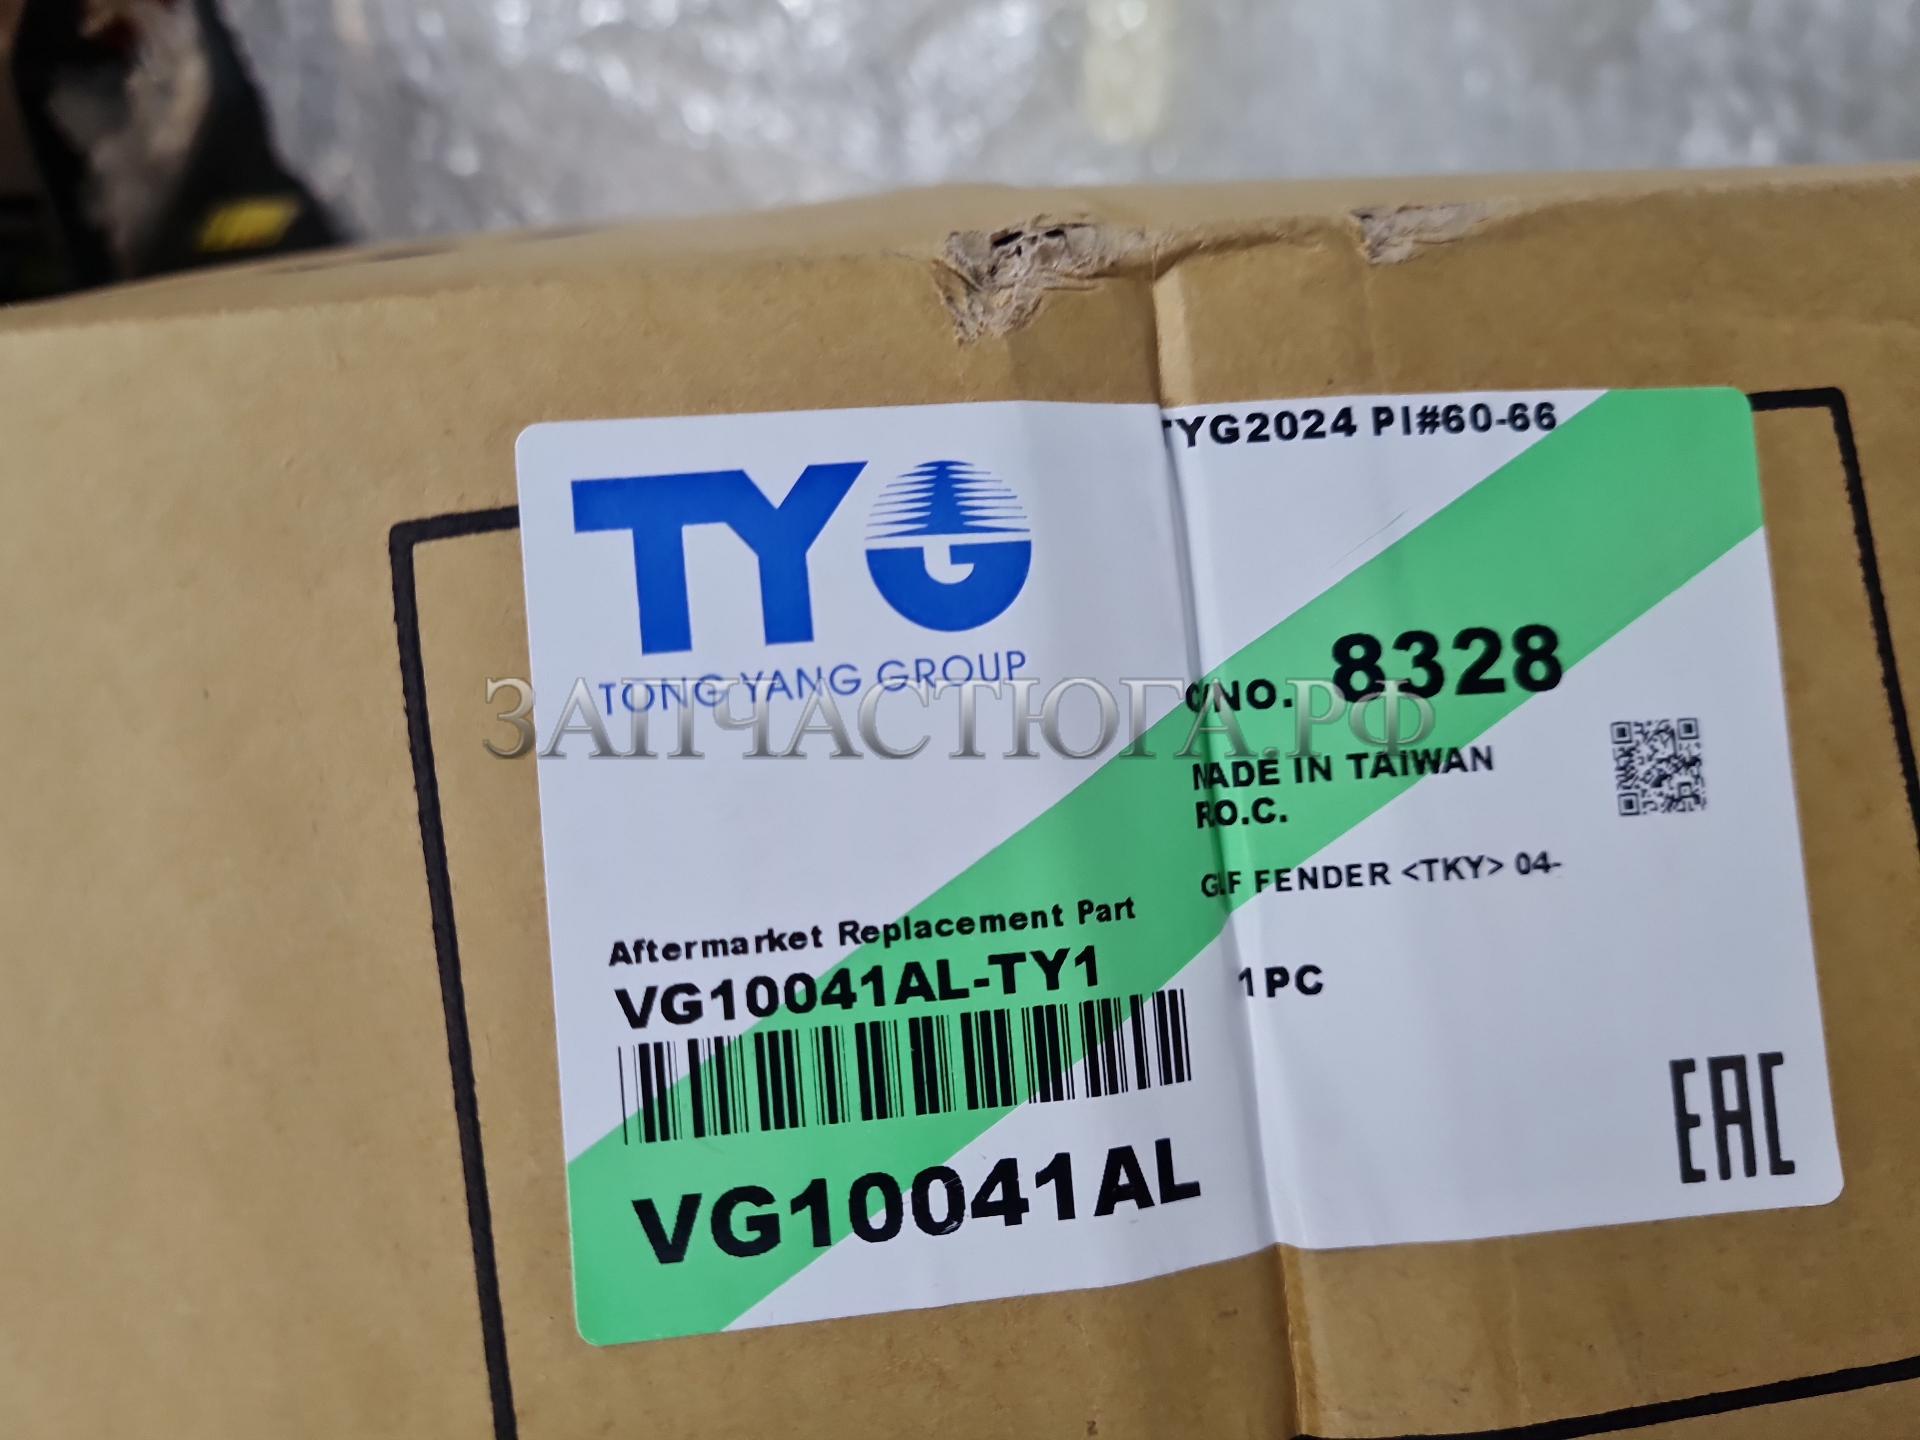 TYG2024 PI#60-66
TYG
TONG YANG GROUP
C/NO. 8328
ЗАПЧАСТЮГА.РФ
MADE IN TAIWAN
R.O.C.
FENDER <TKY> 04-
Aftermarket Replacement Part
VG10041AL-TY1
1PC
VG10041AL
EAC